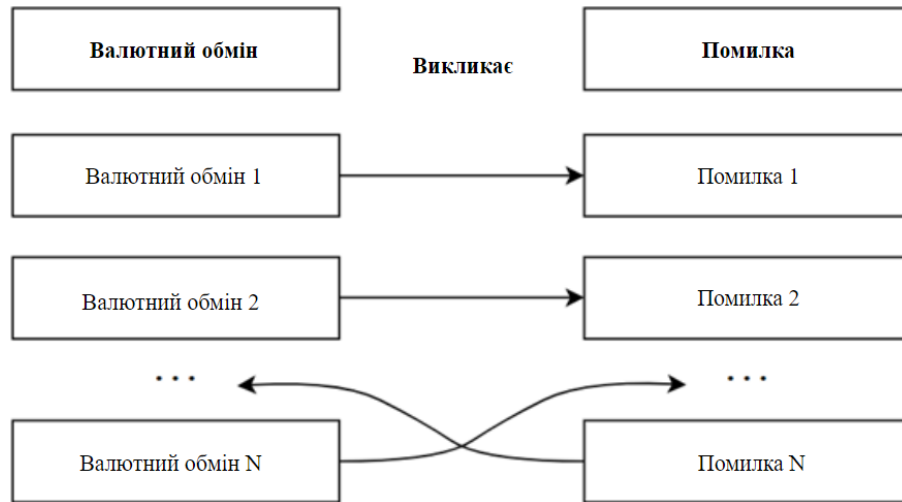 Валютний обмін
Викликає
Помилка
Валютний обмін 1
Помилка 1
Валютний обмін 2
Помилка 2
...
...
Валютний обмін N
Помилка N